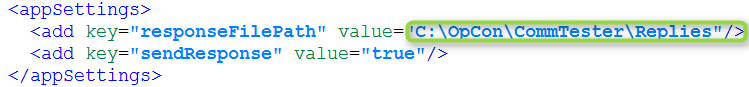 <appSettings>
<add key="responseFilePath" value="C:\OpCon\CommTester\Replies"/>
<add key="sendResponse" value="true"/>
</appSettings>